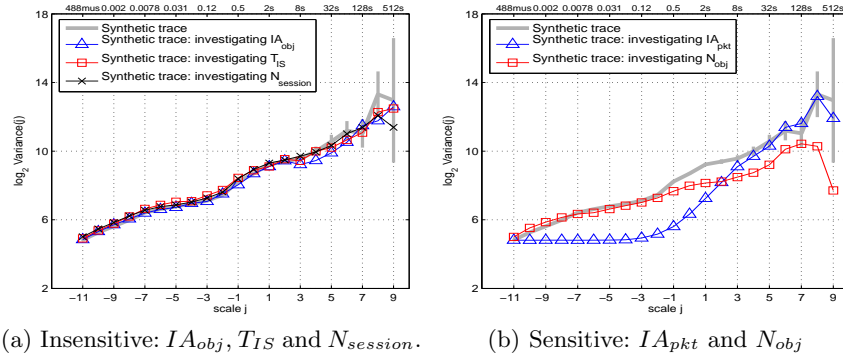 488mus 0.002 0.0078 0.031 0.12 0.5 2s 8s 32s 128s 512s
18
14
10
6
2
log2 Variance(j)
Synthetic trace
Synthetic trace: investigating IAobj
Synthetic trace: investigating TIS
Synthetic trace: investigating Nsession
−11 −9 −7 −5 −3 −1 1 3 5 7 9
scale j
(a) Insensitive: IAobj, TIS and Nsession.
488mus 0.002 0.0078 0.031 0.12 0.5 2s 8s 32s 128s 512s
18
14
10
6
2
log2 Variance(j)
Synthetic trace
Synthetic trace: investigating IApkt
Synthetic trace: investigating Nobj
−11 −9 −7 −5 −3 −1 1 3 5 7 9
scale j
(b) Sensitive: IApkt and Nobj